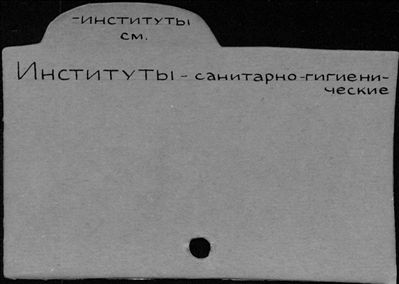 -институты
см.
Институты - санитарно-гигиени-
ческие